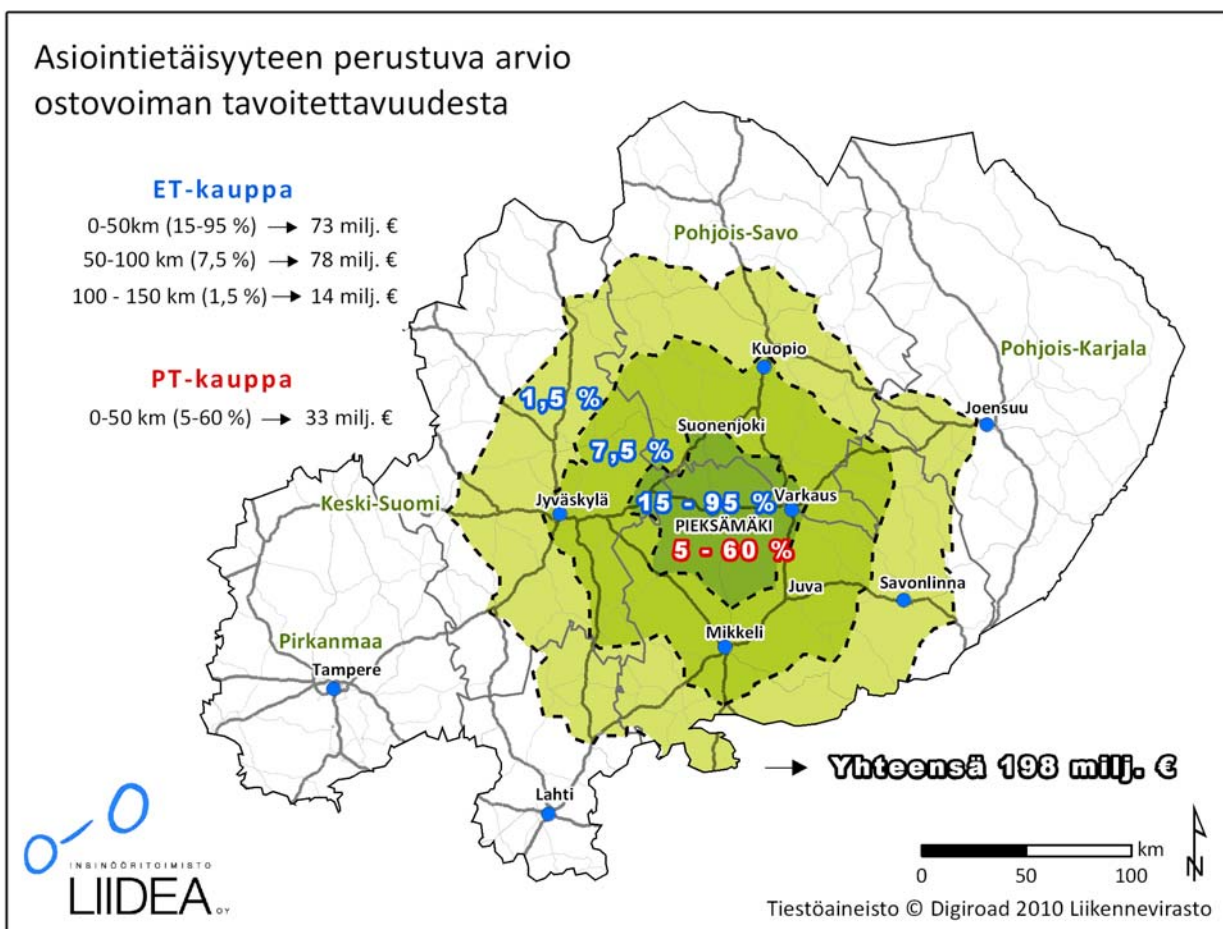 Asiointietäisyyteen perustuva arvio
ostovoiman tavoitettavuudesta
ET-kauppa
0-50km (15-95 %) → 73 milj. €
50-100 km (7,5 %) → 78 milj. €
100 - 150 km (1,5 %) → 14 milj. €
PT-kauppa
0-50 km (5-60 %) → 33 milj. €
Pohjois-Savo
Pohjois-Karjala
Kuopio
1,5 %
Joensuu
Suonenjoki
7,5 %
Keski-Suomi
Jyväskylä
15 - 95 %
Varkaus
PIEKSÄMÄKI
5 - 60 %
Juva
Savonlinna
Mikkeli
Pirkanmaa
Tampere
→ Yhteensä 198 milj. €
Lahti
km
0 50 100
N
INSINÖÖRITOIMISTO
LIIDEA OY
Tiestöaineisto © Digiroad 2010 Liikennevirasto